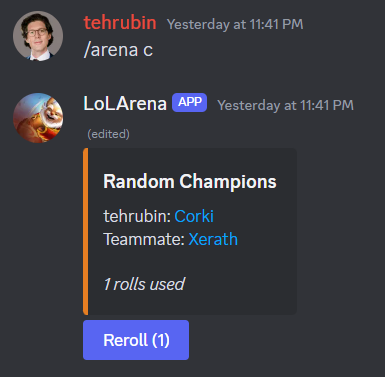 tehrubin Yesterday at 11:41 PM
/arena c
LoLArena APP Yesterday at 11:41 PM
(edited)
Random Champions
tehrubin: Corki
Teammate: Xerath
1 rolls used
Reroll (1)